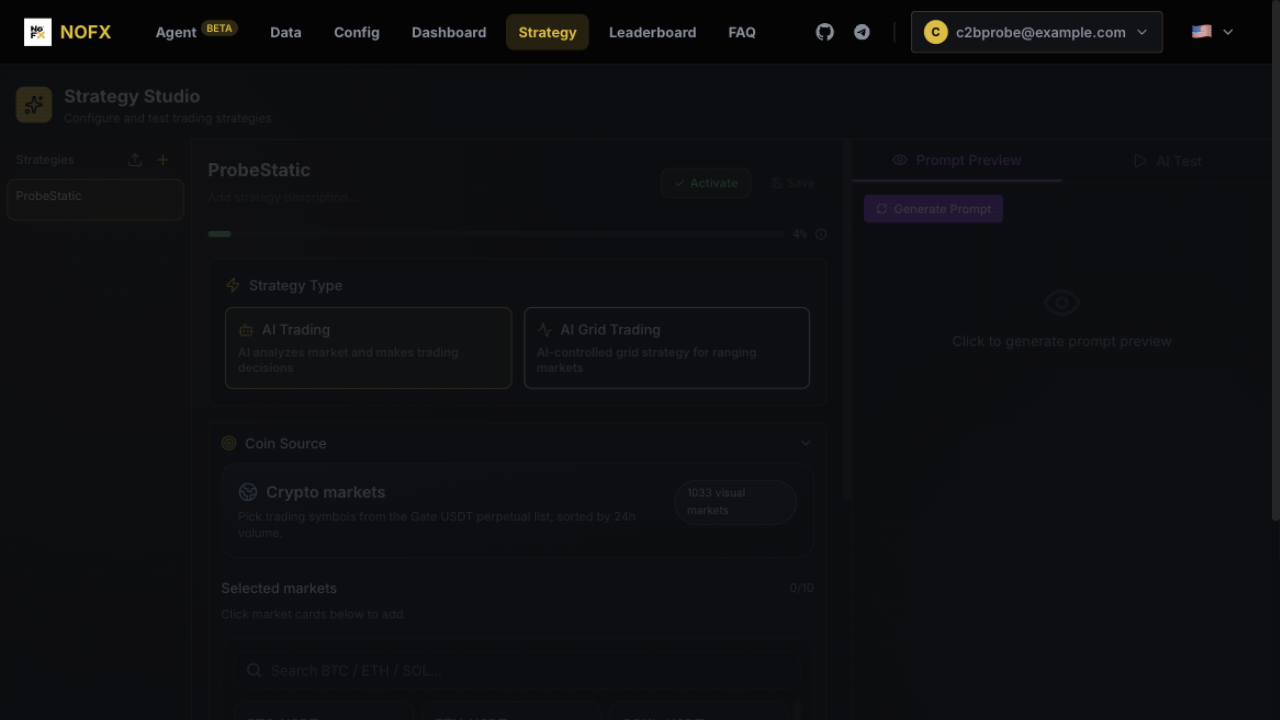 NOFX
Agent BETA
Data
Config
Dashboard
Strategy
Leaderboard
FAQ
C c2bprobe@example.com
Strategy Studio
Configure and test trading strategies
Strategies
ProbeStatic
ProbeStatic
Add strategy description...
Activate
Save
4%
Strategy Type
AI Trading
AI analyzes market and makes trading
decisions
AI Grid Trading
AI-controlled grid strategy for ranging
markets
Coin Source
Crypto markets
Pick trading symbols from the Gate USDT perpetual list, sorted by 24h
volume.
1033 visual
markets
Selected markets
0/10
Click market cards below to add.
Search BTC / ETH / SOL...
Prompt Preview
AI Test
Generate Prompt
Click to generate prompt preview